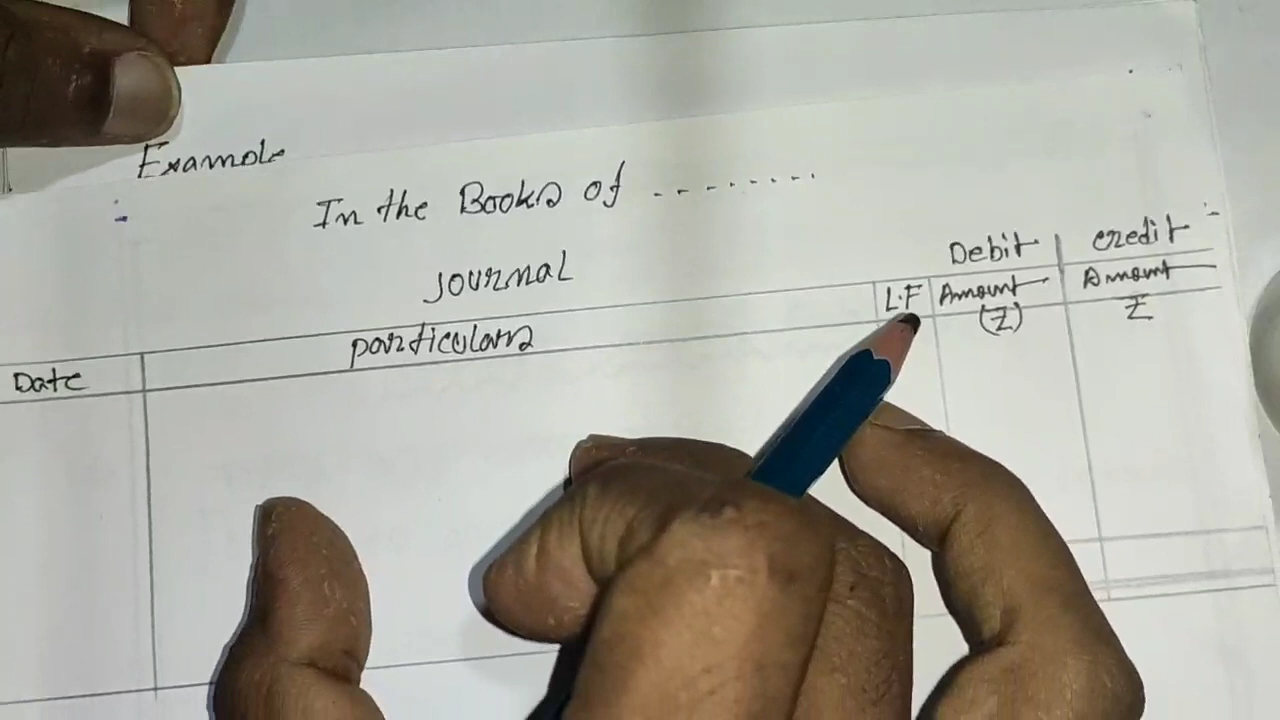 Example
In the Books of .........
Journal
Date particulars L.F Debit Amount (₹) credit Amount ₹